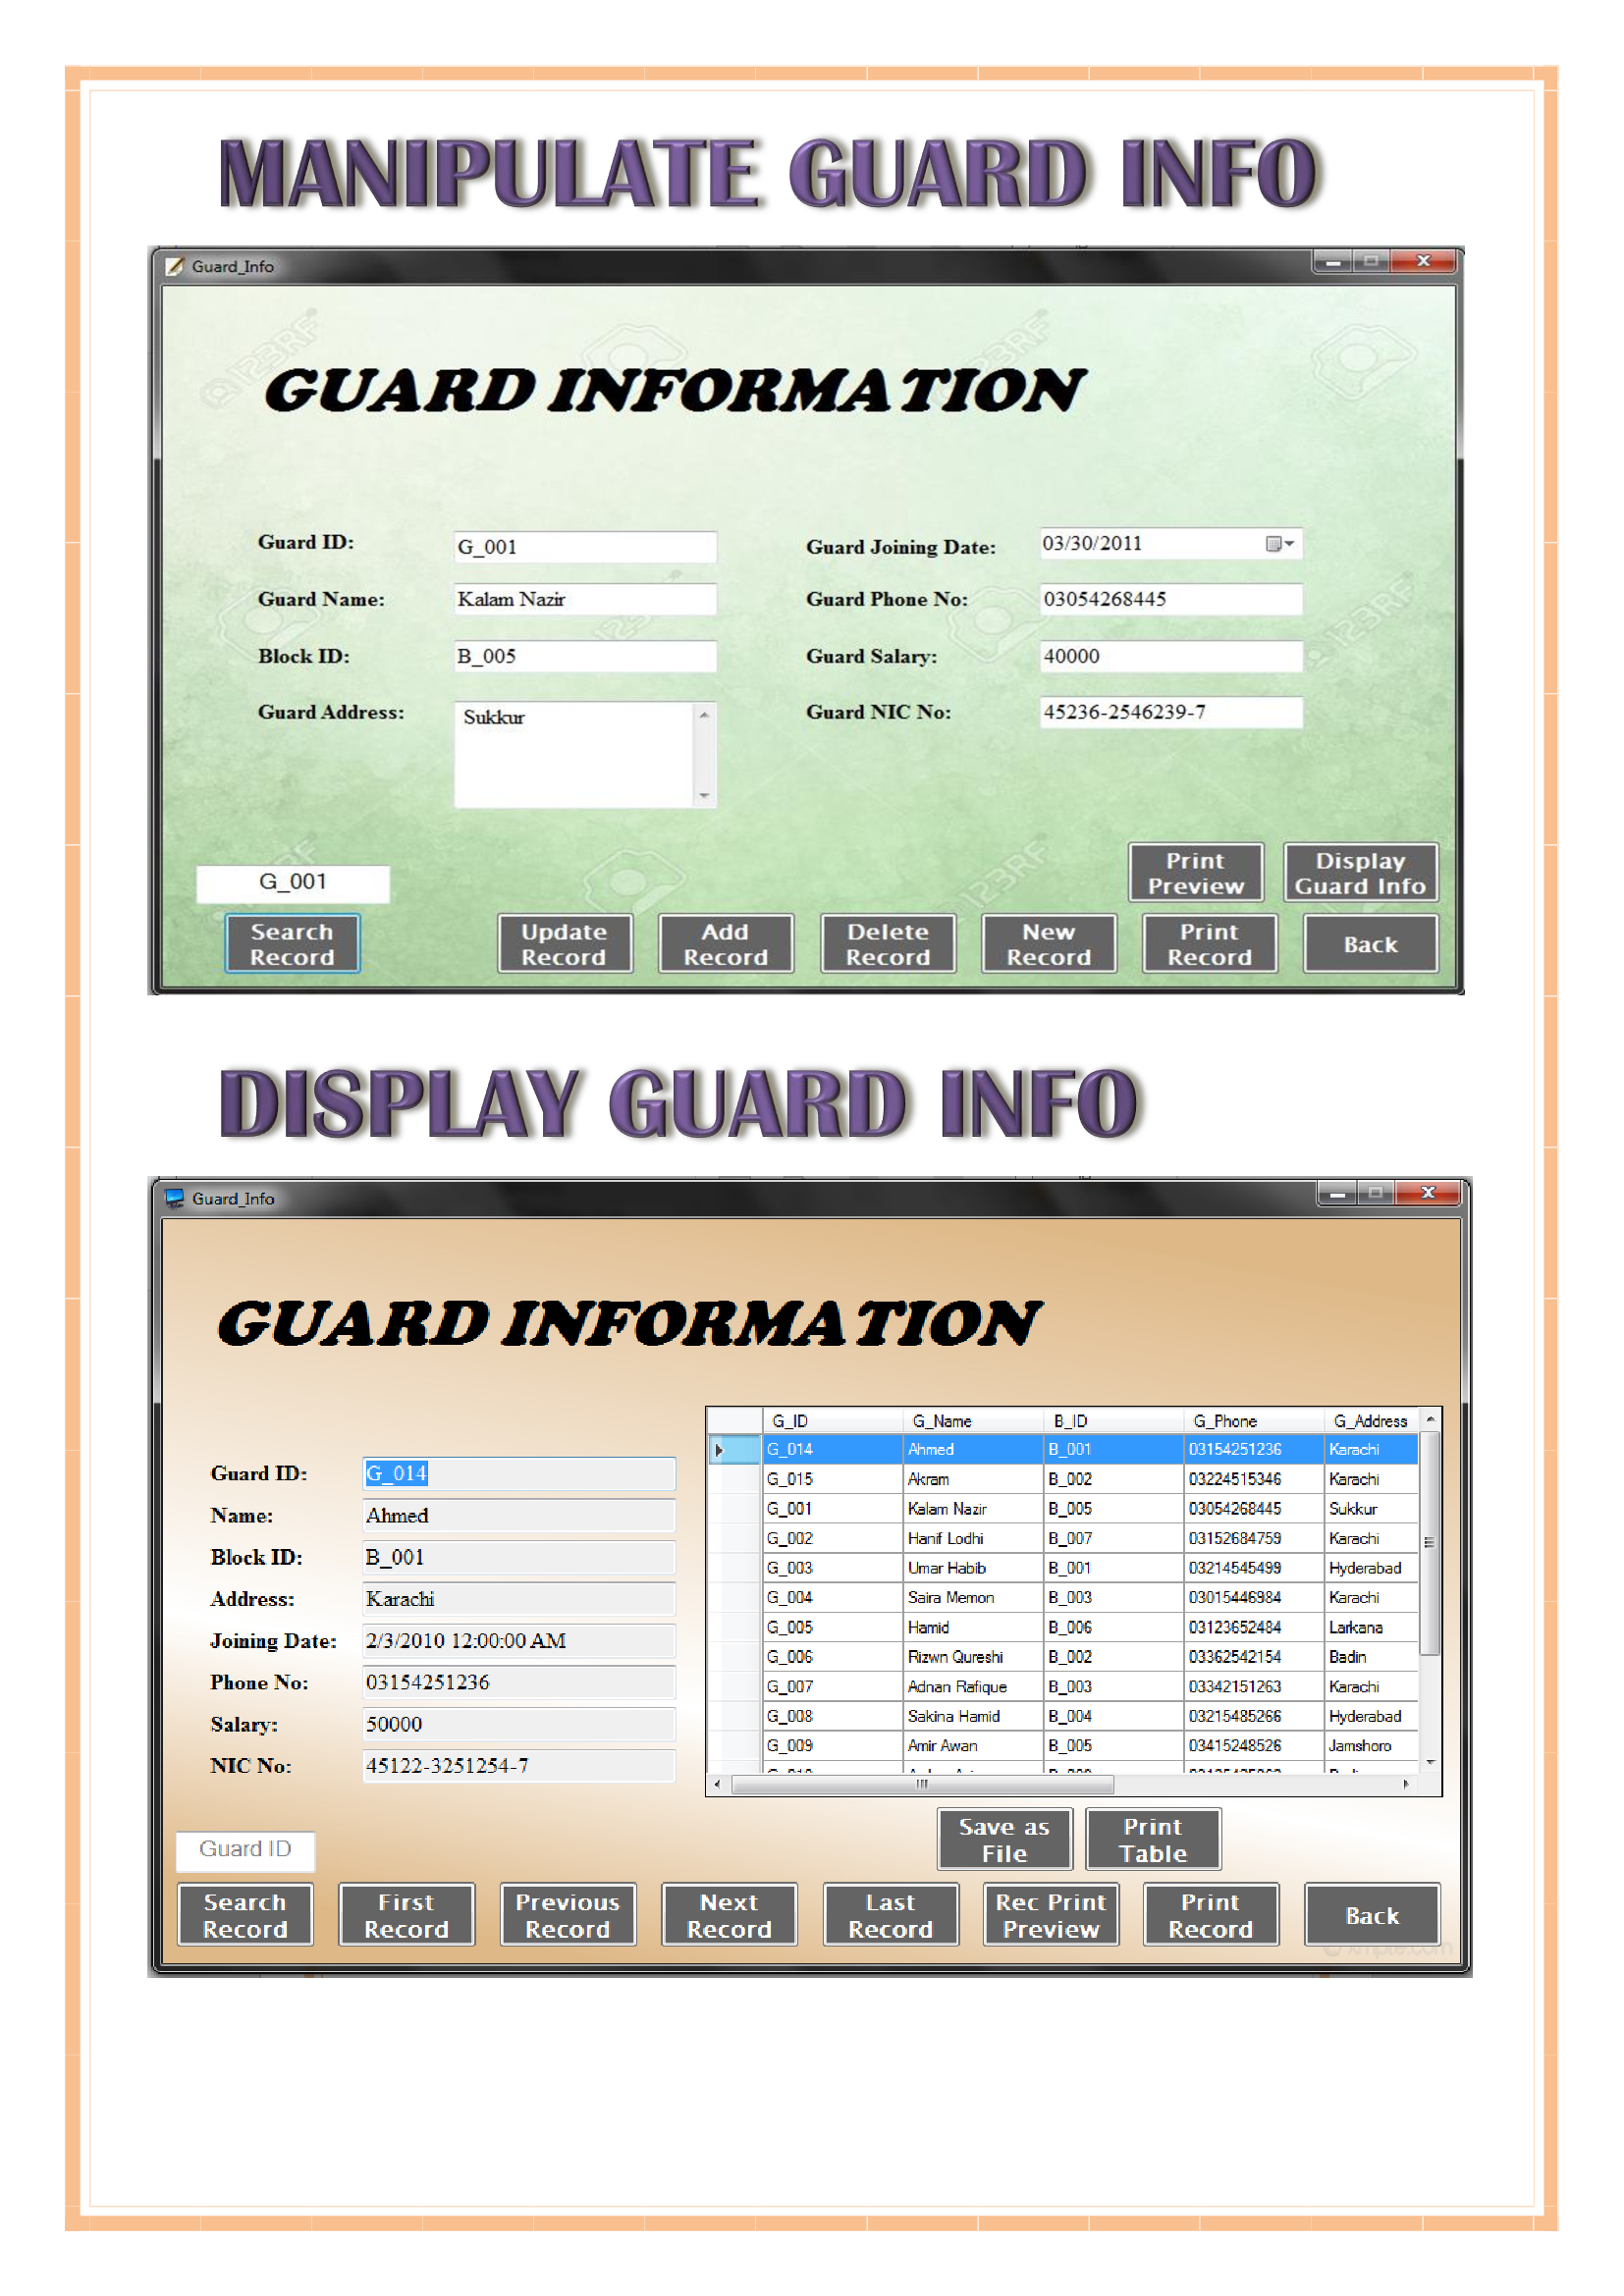 MANIPULATE GUARD INFO
Guard_Info
GUARD INFORMATION
Guard ID: G_001 Guard Joining Date: 03/30/2011
Guard Name: Kalam Nazir Guard Phone No: 03054268445
Block ID: B_005 Guard Salary: 40000
Guard Address: Sukkur Guard NIC No: 45236-2546239-7
G_001
Print Preview Display Guard Info
Search Record Update Record Add Record Delete Record New Record Print Record Back
123RF
DISPLAY GUARD INFO
Guard_Info
GUARD INFORMATION
Guard ID: G_014
Name: Ahmed
Block ID: B_001
Address: Karachi
Joining Date: 2/3/2010 12:00:00 AM
Phone No: 03154251236
Salary: 50000
NIC No: 45122-3251254-7
G_ID G_Name B_ID G_Phone G_Address
G_014 Ahmed B_001 03154251236 Karachi
G_015 Akram B_002 03224515346 Karachi
G_001 Kalam Nazir B_005 03054268445 Sukkur
G_002 Hanif Lodhi B_007 03152684759 Karachi
G_003 Umar Habib B_001 03214545499 Hyderabad
G_004 Saira Memon B_003 03015446984 Karachi
G_005 Hamid B_006 03123652484 Larkana
G_006 Rizwn Qureshi B_002 03362542154 Badin
G_007 Adnan Rafique B_003 03342151263 Karachi
G_008 Sakina Hamid B_004 03215485266 Hyderabad
G_009 Amir Awan B_005 03415248526 Jamshoro
Save as File Print Table
Guard ID
Search Record First Record Previous Record Next Record Last Record Rec Print Preview Print Record Back